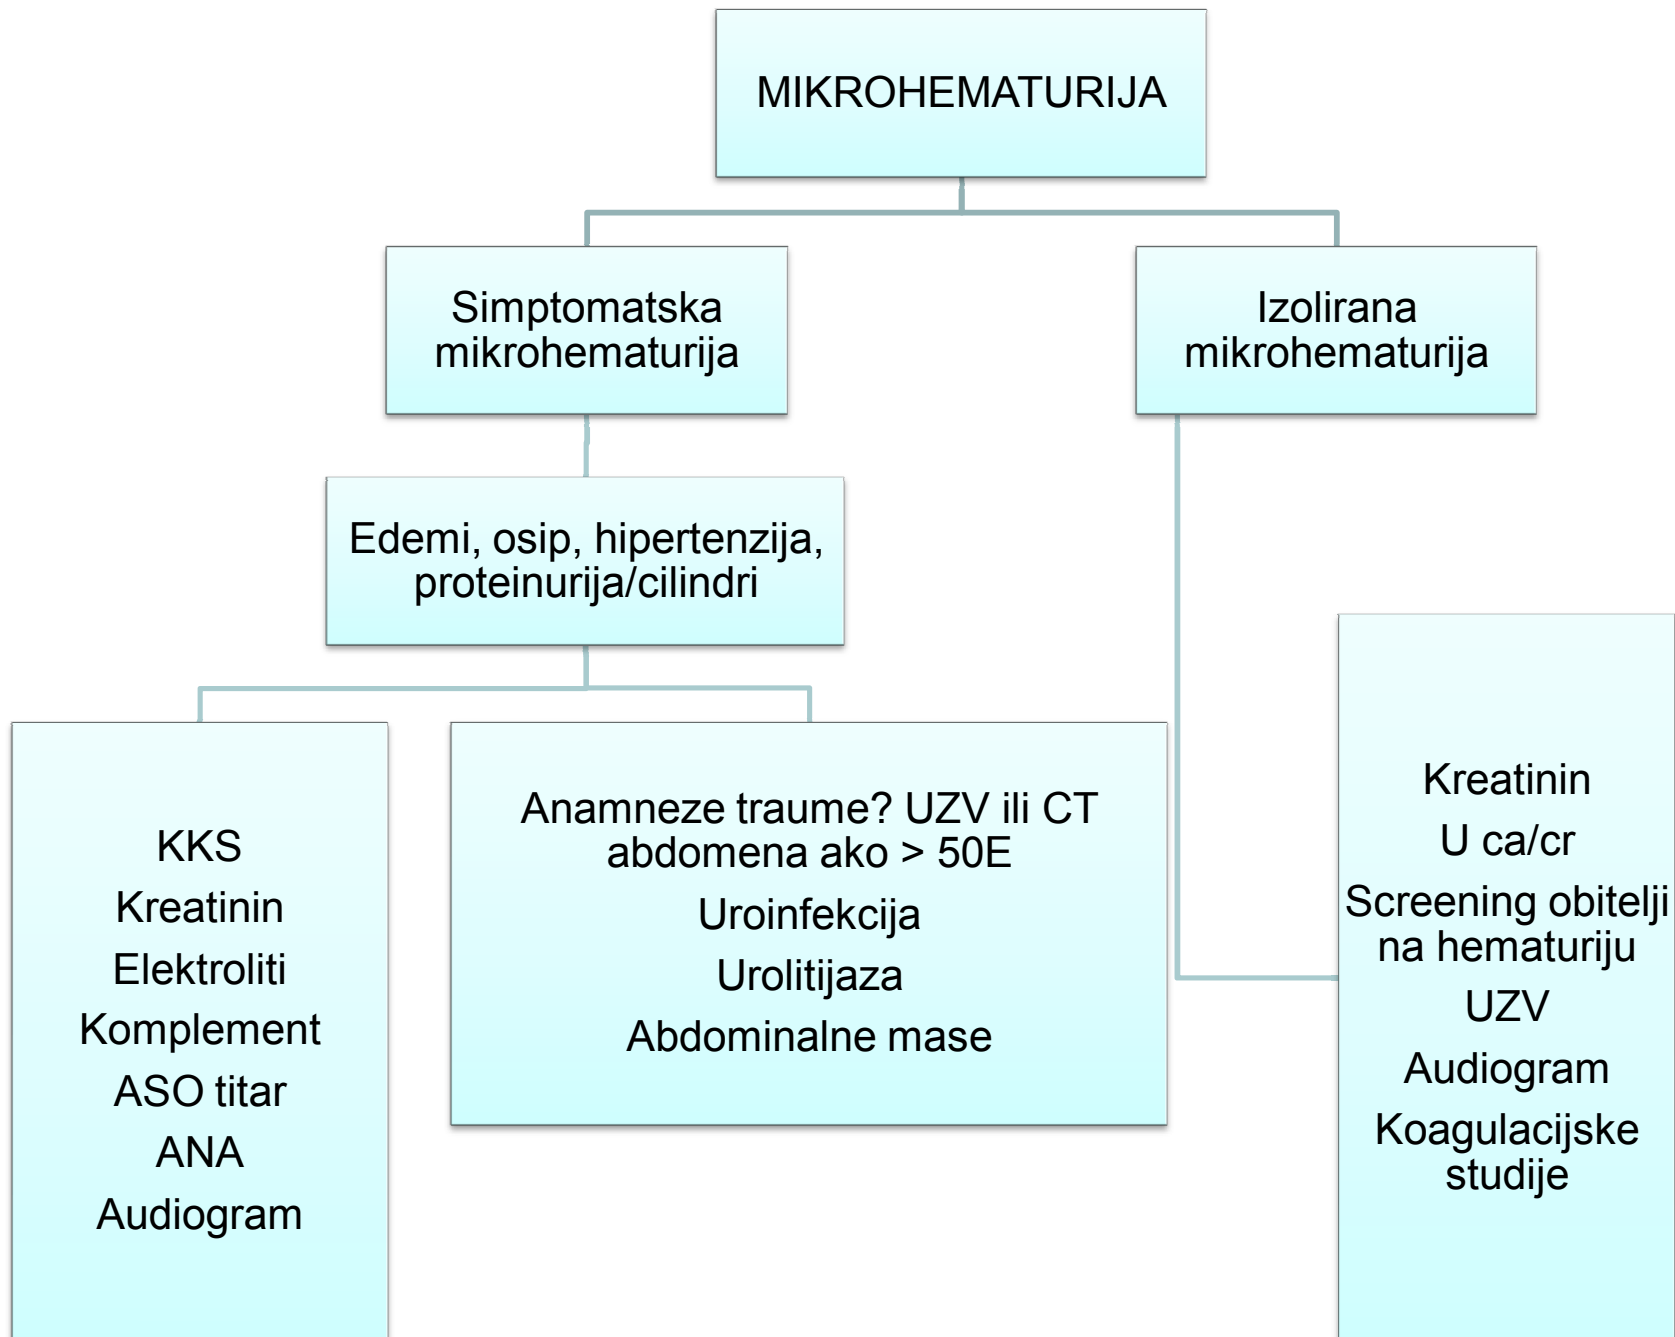 MIKROHEMATURIJA
Simptomatska
mikrohematurija
Izolirana
mikrohematurija
Edemi, osip, hipertenzija,
proteinurija/cilindri
KKS
Kreatinin
Elektroliti
Komplement
ASO titar
ANA
Audiogram
Anamneze traume? UZV ili CT
abdomena ako > 50E
Uroinfekcija
Urolitijaza
Abdominalne mase
Kreatinin
U ca/cr
Screening obitelji
na hematuriju
UZV
Audiogram
Koagulacijske
studije